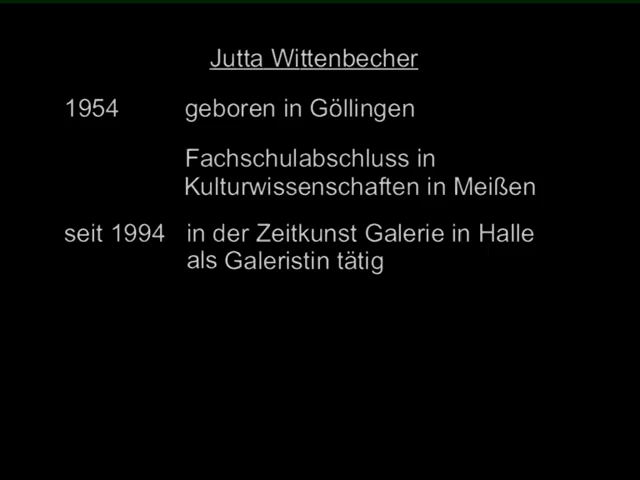 Jutta Wittenbecher
1954 geboren in Göllingen
Fachschulabschluss in
Kulturwissenschaften in Meißen
seit 1994 in der Zeitkunst Galerie in Halle
als Galeristin tätig